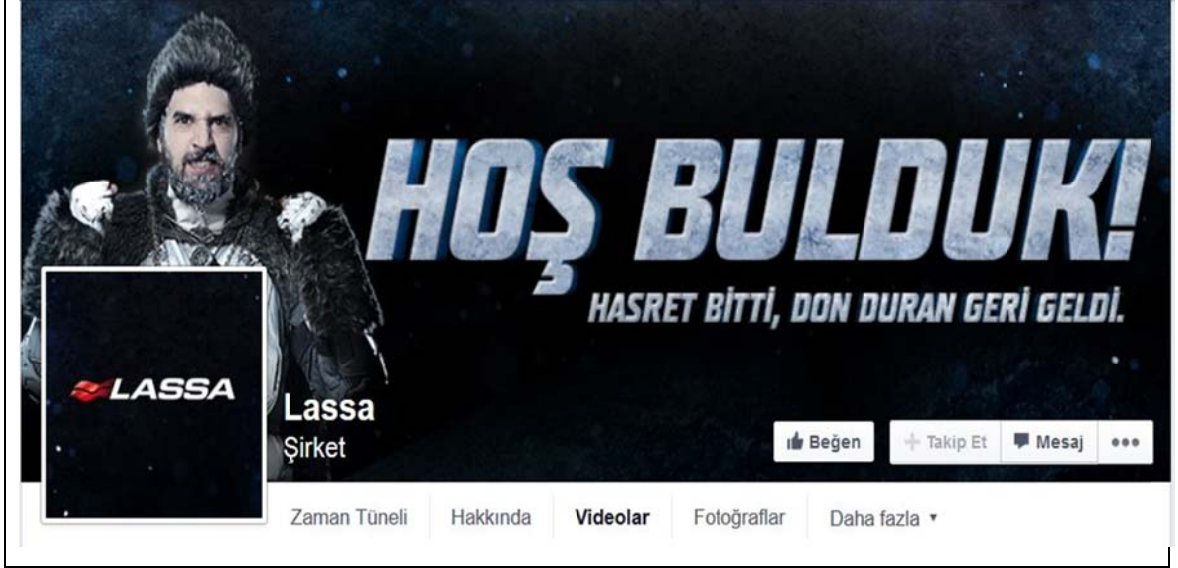 HOŞ BULDUK!
HASRET BİTTİ, DON DURAN GERİ GELDİ.
LASSA
Lassa
Şirket
Beğen
Takip Et
Mesaj
Zaman Tüneli
Hakkında
Videolar
Fotoğraflar
Daha fazla